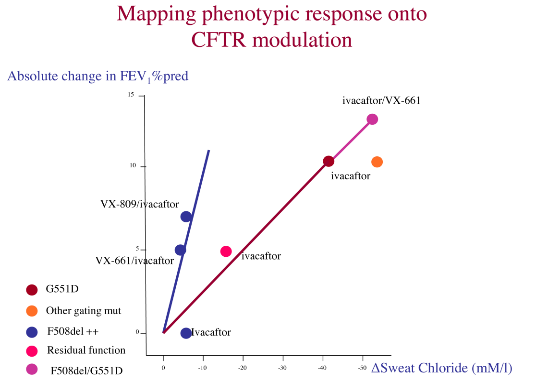 Mapping phenotypic response onto
CFTR modulation
Absolute change in FEV1%pred
15
ivacaftor/VX-661
10
ivacaftor
VX-809/ivacaftor
5
ivacaftor
VX-661/ivacaftor
G551D
Other gating mut
F508del ++
0
Ivacaftor
Residual function
F508del/G551D
0 -10 -20 -30 -40 -50
ΔSweat Chloride (mM/l)